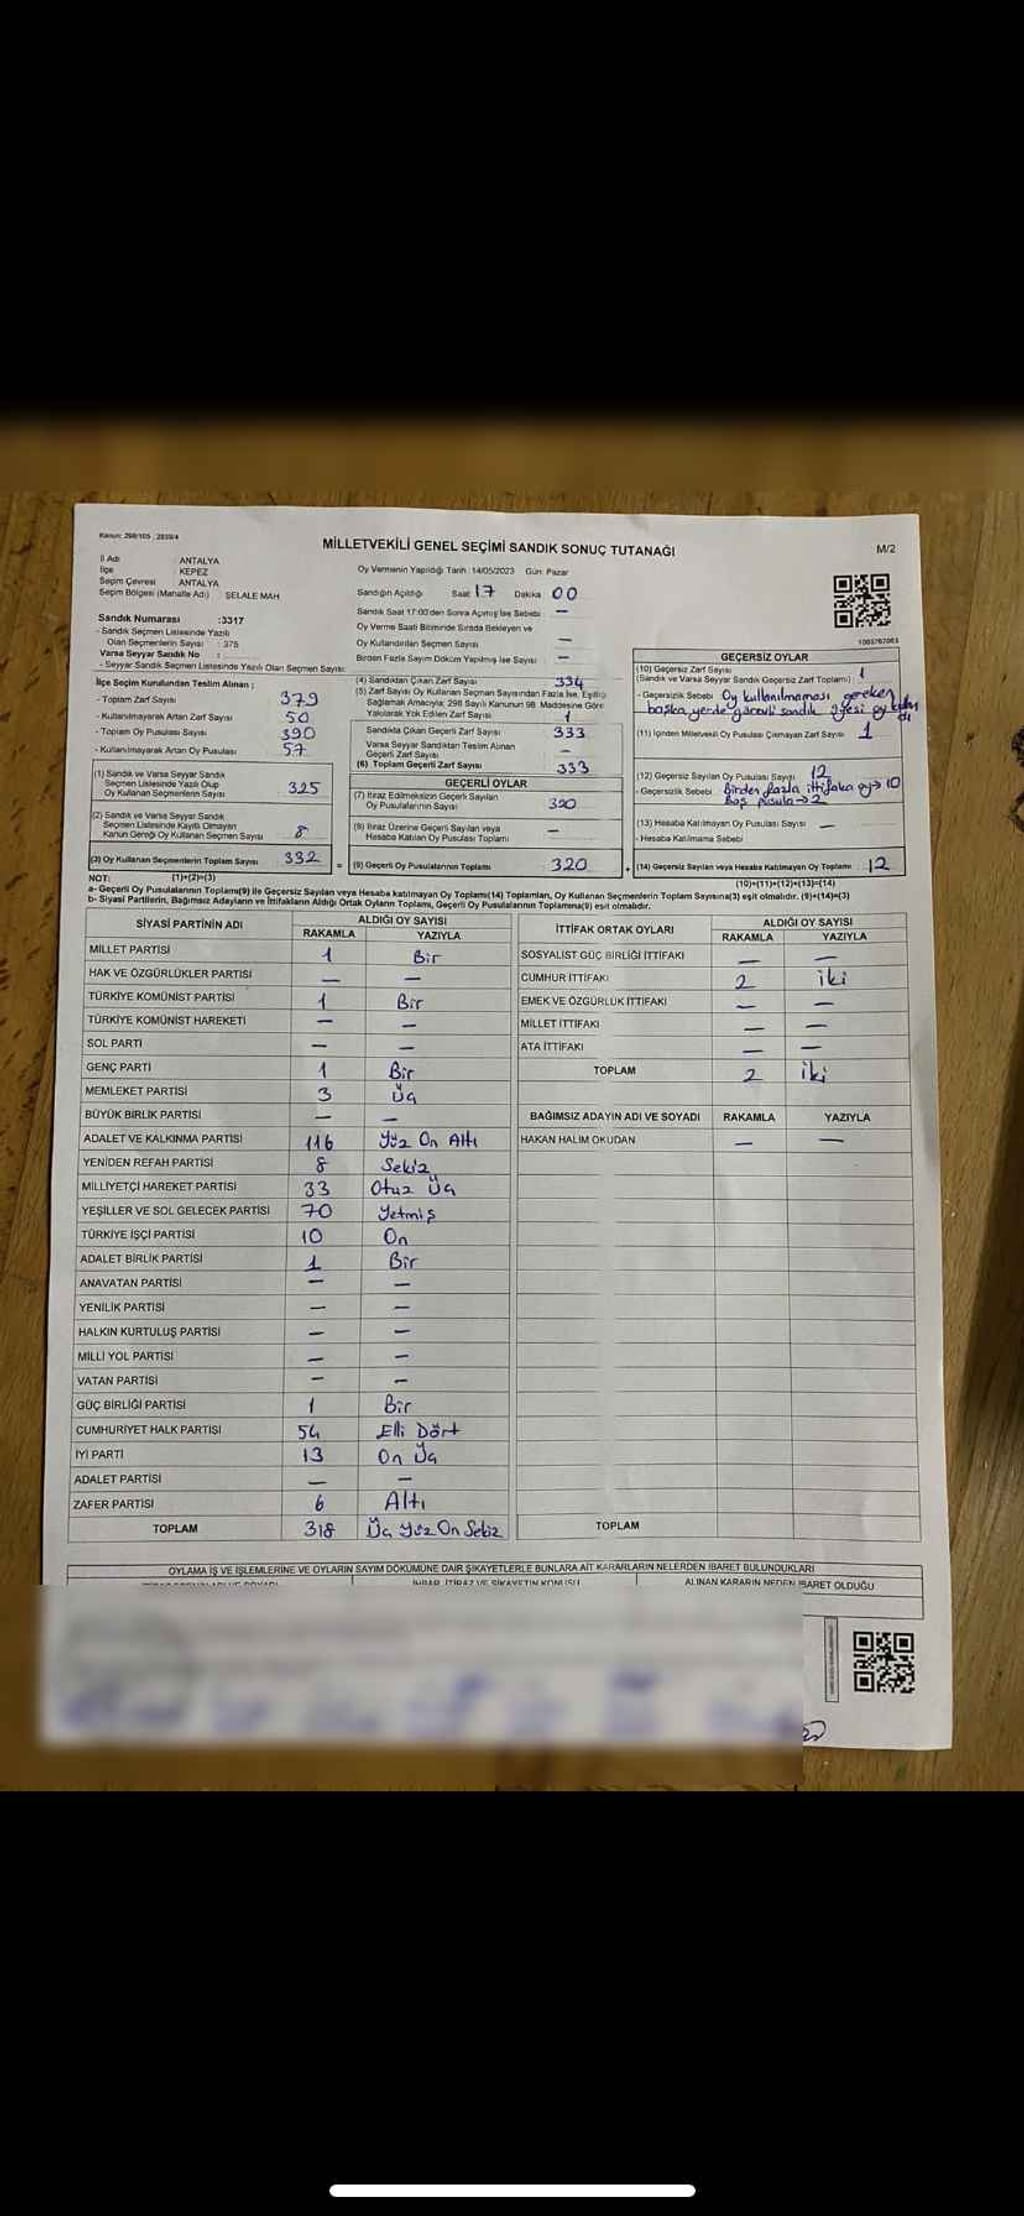 Kanun: 298/105 ; 2839/4
MİLLETVEKİLİ GENEL SEÇİMİ SANDIK SONUÇ TUTANAĞI
M/2
İl Adı : ANTALYA
İlçe : KEPEZ
Seçim Çevresi : ANTALYA
Seçim Bölgesi (Mahalle Adı) : ŞELALE MAH
Sandık Numarası :3317
- Sandık Seçmen Listesinde Yazılı
Olan Seçmenlerin Sayısı : 375
Varsa Seyyar Sandık No :
- Seyyar Sandık Seçmen Listesinde Yazılı Olan Seçmen Sayısı:
Oy Vermenin Yapıldığı Tarih :14/05/2023 Gün: Pazar
Sandığın Açıldığı Saat 17 Dakika 00
Sandık Saat 17:00'den Sonra Açılmış İse Sebebi —
Oy Verme Saati Bitiminde Sırada Bekleyen ve
Oy Kullandırılan Seçmen Sayısı —
Birden Fazla Sayım Döküm Yapılmış İse Sayısı —
1003767063
İlçe Seçim Kurulundan Teslim Alınan ;
- Toplam Zarf Sayısı 379
- Kullanılmayarak Artan Zarf Sayısı 50
- Toplam Oy Pusulası Sayısı 390
- Kullanılmayarak Artan Oy Pusulası 57
(1) Sandık ve Varsa Seyyar Sandık
Seçmen Listesinde Yazılı Olup
Oy Kullanan Seçmenlerin Sayısı 325
(2) Sandık ve Varsa Seyyar Sandık
Seçmen Listesinde Kayıtlı Olmayan
Kanun Gereği Oy Kullanan Seçmen Sayısı 8
(3) Oy Kullanan Seçmenlerin Toplam Sayısı 332 =
(4) Sandıktan Çıkan Zarf Sayısı 334
(5) Zarf Sayısı Oy Kullanan Seçmen Sayısından Fazla İse, Eşitliği
Sağlamak Amacıyla; 298 Sayılı Kanunun 98. Maddesine Göre
Yakılarak Yok Edilen Zarf Sayısı 1
Sandıkta Çıkan Geçerli Zarf Sayısı 333
Varsa Seyyar Sandıktan Teslim Alınan
Geçerli Zarf Sayısı —
(6) Toplam Geçerli Zarf Sayısı 333
GEÇERLİ OYLAR
(7) İtiraz Edilmeksizin Geçerli Sayılan
Oy Pusulalarının Sayısı 320
(8) İtiraz Üzerine Geçerli Sayılan veya
Hesaba Katılan Oy Pusulası Toplamı —
(9) Geçerli Oy Pusulalarının Toplamı 320 +
GEÇERSİZ OYLAR
(10) Geçersiz Zarf Sayısı
(Sandık ve Varsa Seyyar Sandık Geçersiz Zarf Toplamı) : 1
- Geçersizlik Sebebi Oy kullanılmaması gereken
başka yerde görevli sandık üyesi oy
(11) İçinden Milletvekili Oy Pusulası Çıkmayan Zarf Sayısı 1
(12) Geçersiz Sayılan Oy Pusulası Sayısı 12
- Geçersizlik Sebebi Birden fazla ittifaka oy→ 10
Boş pusula→ 2
(13) Hesaba Katılmayan Oy Pusulası Sayısı —
- Hesaba Katılmama Sebebi
(14) Geçersiz Sayılan veya Hesaba Katılmayan Oy Toplamı 12
NOT: (1)+(2)=(3) (10)+(11)+(12)+(13)=(14)
a- Geçerli Oy Pusulalarının Toplamı(9) ile Geçersiz Sayılan veya Hesaba katılmayan Oy Toplamı(14) Toplamları, Oy Kullanan Seçmenlerin Toplam Sayısına(3) eşit olmalıdır. (9)+(14)=(3)
b- Siyasi Partilerin, Bağımsız Adayların ve İttifakların Aldığı Ortak Oyların Toplamı, Geçerli Oy Pusulalarının Toplamına(9) eşit olmalıdır.
SİYASİ PARTİNİN ADI ALDIĞI OY SAYISI
RAKAMLA YAZIYLA
MİLLET PARTİSİ 1 Bir
HAK VE ÖZGÜRLÜKLER PARTİSİ — —
TÜRKİYE KOMÜNİST PARTİSİ 1 Bir
TÜRKİYE KOMÜNİST HAREKETİ — —
SOL PARTİ — —
GENÇ PARTİ 1 Bir
MEMLEKET PARTİSİ 3 Üç
BÜYÜK BİRLİK PARTİSİ — —
ADALET VE KALKINMA PARTİSİ 116 Yüz On Altı
YENİDEN REFAH PARTİSİ 8 Sekiz
MİLLİYETÇİ HAREKET PARTİSİ 33 Otuz Üç
YEŞİLLER VE SOL GELECEK PARTİSİ 70 Yetmiş
TÜRKİYE İŞÇİ PARTİSİ 10 On
ADALET BİRLİK PARTİSİ 1 Bir
ANAVATAN PARTİSİ — —
YENİLİK PARTİSİ — —
HALKIN KURTULUŞ PARTİSİ — —
MİLLİ YOL PARTİSİ — —
VATAN PARTİSİ — —
GÜÇ BİRLİĞİ PARTİSİ 1 Bir
CUMHURİYET HALK PARTİSİ 54 Elli Dört
İYİ PARTİ 13 On Üç
ADALET PARTİSİ — —
ZAFER PARTİSİ 6 Altı
TOPLAM 318 Üç Yüz On Sekiz
İTTİFAK ORTAK OYLARI ALDIĞI OY SAYISI
RAKAMLA YAZIYLA
SOSYALİST GÜÇ BİRLİĞİ İTTİFAKI — —
CUMHUR İTTİFAKI 2 iki
EMEK VE ÖZGÜRLÜK İTTİFAKI — —
MİLLET İTTİFAKI — —
ATA İTTİFAKI — —
TOPLAM 2 iki
BAĞIMSIZ ADAYIN ADI VE SOYADI RAKAMLA YAZIYLA
HAKAN HALİM OKUDAN — —
TOPLAM
OYLAMA İŞ VE İŞLEMLERİNE VE OYLARIN SAYIM DÖKÜMÜNE DAİR ŞİKAYETLERLE BUNLARA AİT KARARLARIN NELERDEN İBARET BULUNDUKLARI
İHBAR, İTİRAZ VE ŞİKAYETİN KONUSU
ALINAN KARARIN NEDEN İBARET OLDUĞU